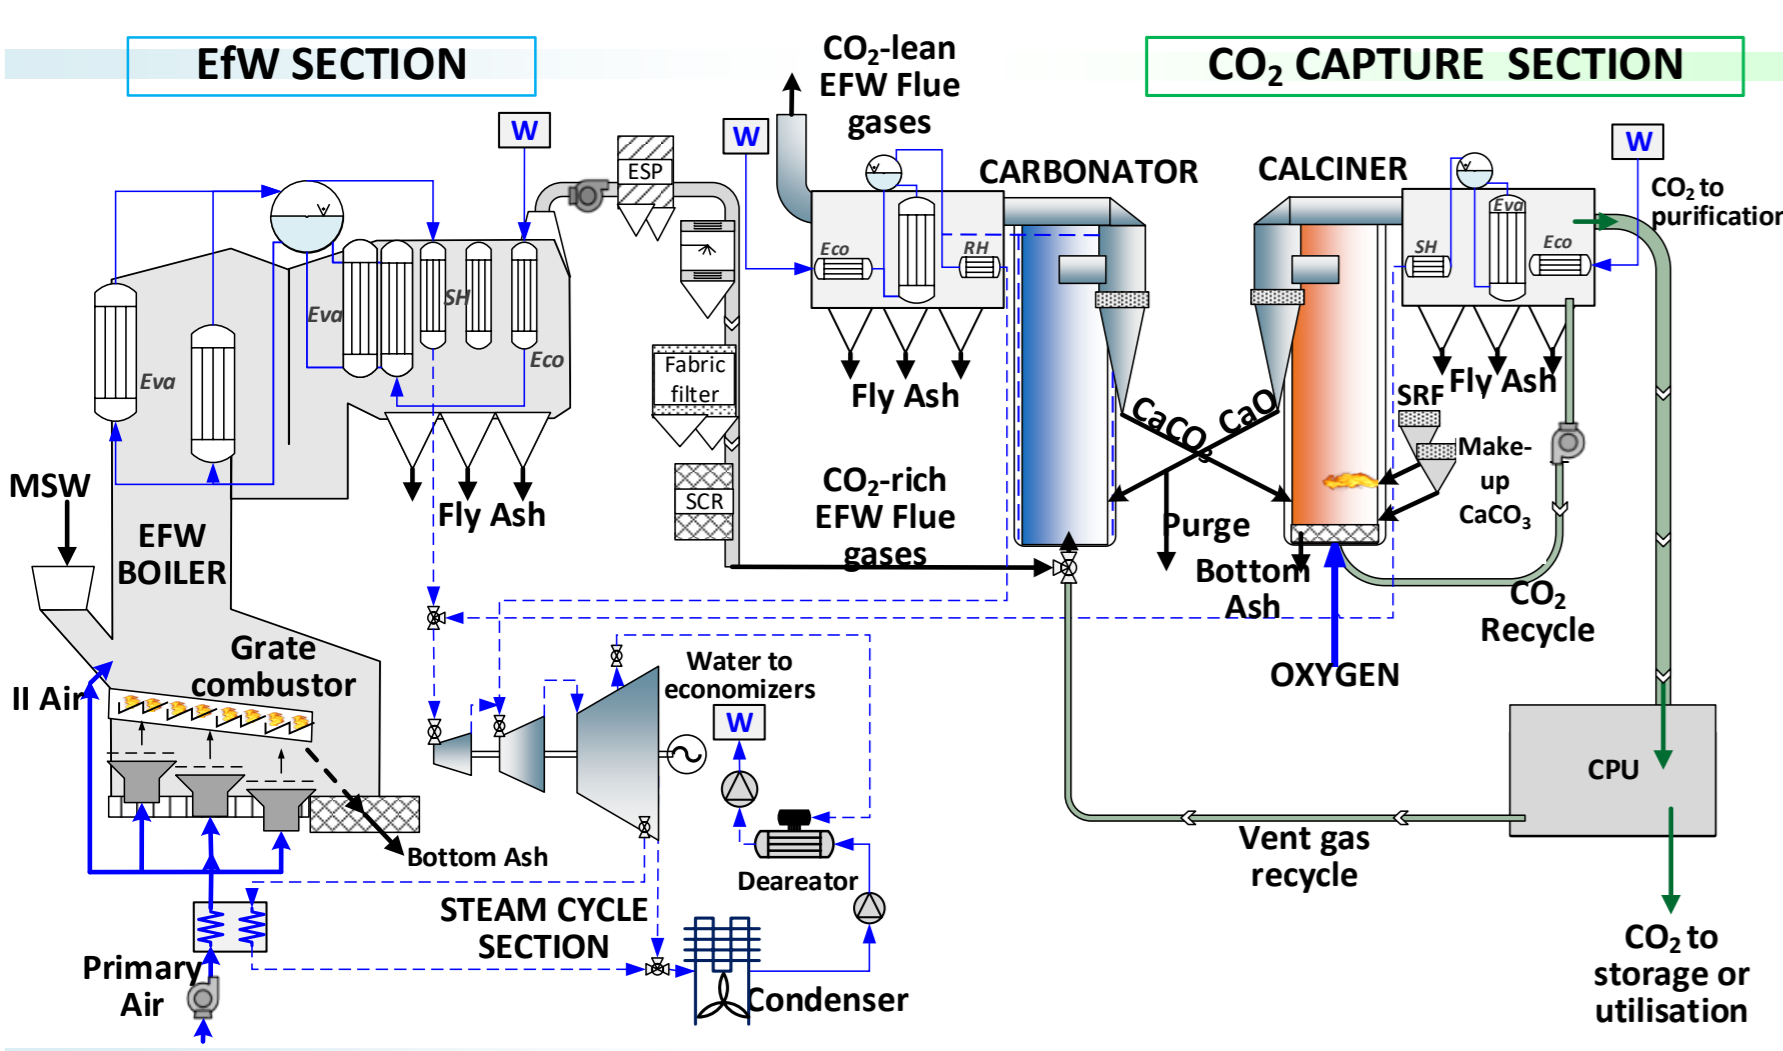 EfW SECTION
CO₂ CAPTURE SECTION
CO₂-lean
EFW Flue
gases
W
W
W
ESP
CARBONATOR
CALCINER
CO₂ to
purification
Eco
RH
Eva
SH
Eco
Eva
SH
Eva
Eco
Fabric
filter
SCR
Fly Ash
Fly Ash
Fly Ash
SRF
Make-
up
CaCO₃
CaCO₃
CaO
MSW
EFW
BOILER
CO₂-rich
EFW Flue
gases
Purge
Bottom
Ash
CO₂
Recycle
OXYGEN
Grate
combustor
II Air
Water to
economizers
W
CPU
Vent gas
recycle
Bottom Ash
Deareator
STEAM CYCLE
SECTION
Primary
Air
Condenser
CO₂ to
storage or
utilisation